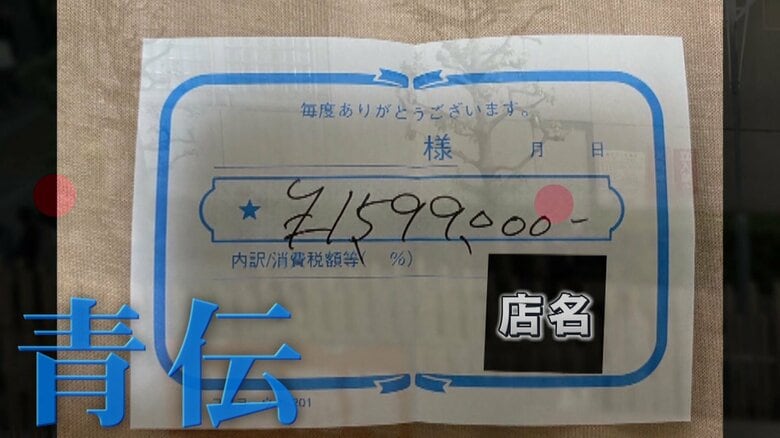 毎度ありがとうございます。
様 月 日
★ ¥1,599,000-
内訳/消費税額等( %)
店名
青伝